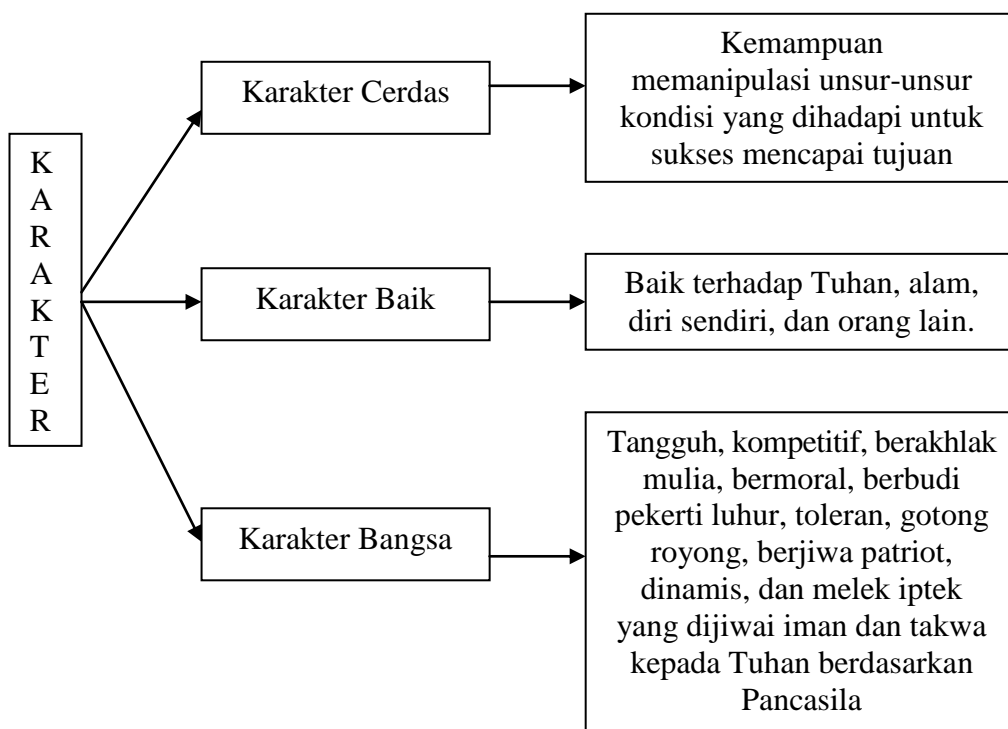 K
A
R
A
K
T
E
R
Karakter Cerdas
Kemampuan
memanipulasi unsur-unsur
kondisi yang dihadapi untuk
sukses mencapai tujuan
Karakter Baik
Baik terhadap Tuhan, alam,
diri sendiri, dan orang lain.
Karakter Bangsa
Tangguh, kompetitif, berakhlak
mulia, bermoral, berbudi
pekerti luhur, toleran, gotong
royong, berjiwa patriot,
dinamis, dan melek iptek
yang dijiwai iman dan takwa
kepada Tuhan berdasarkan
Pancasila